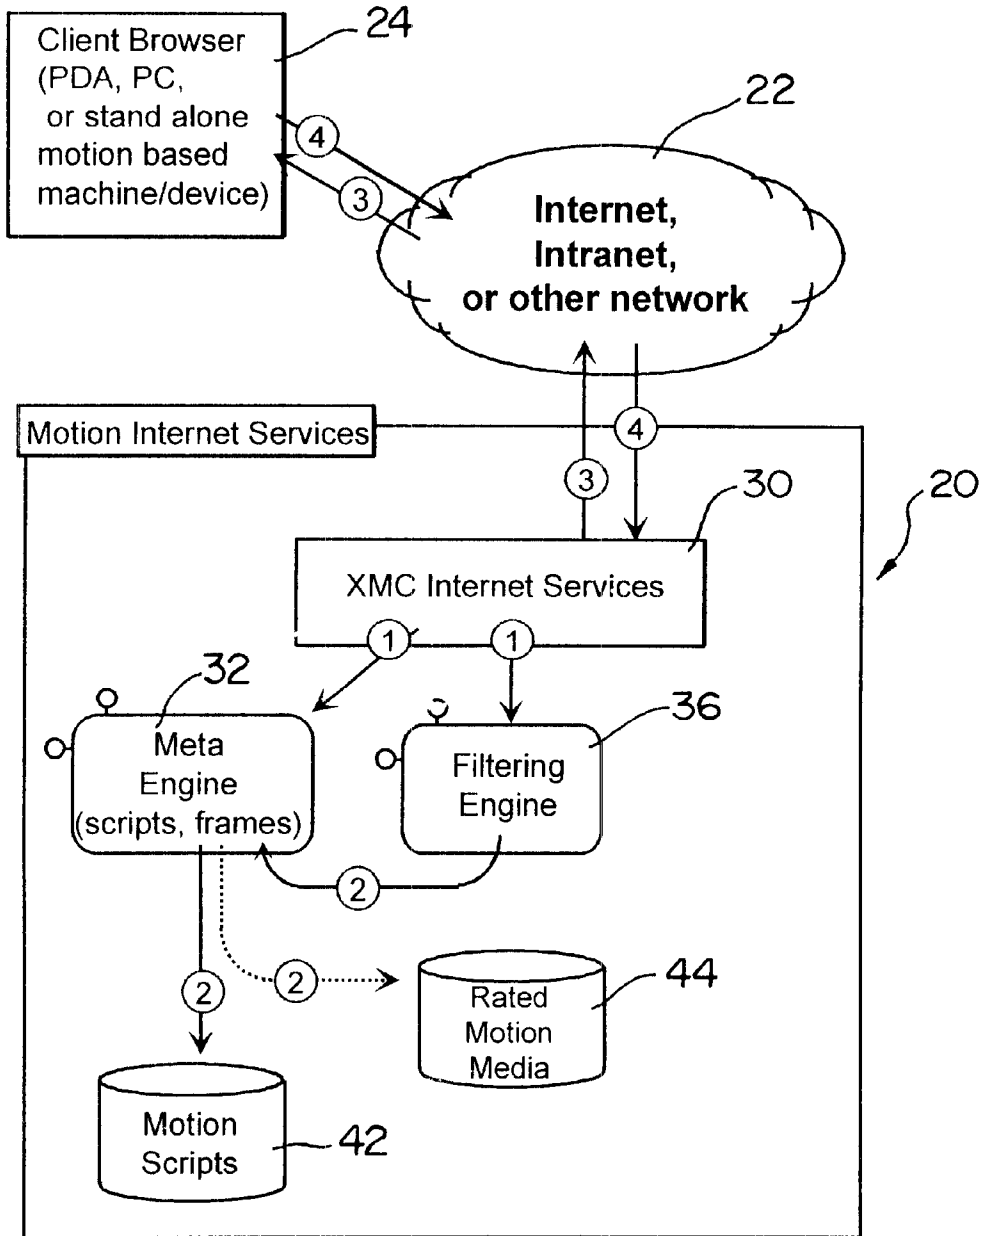 24
Client Browser
(PDA, PC,
or stand alone
motion based
machine/device)
4
3
22
Internet,
Intranet,
or other network
Motion Internet Services
4
3
30
20
XMC Internet Services
1
1
32
Meta
Engine
(scripts, frames)
36
Filtering
Engine
2
2
2
44
Rated
Motion
Media
Motion
Scripts
42